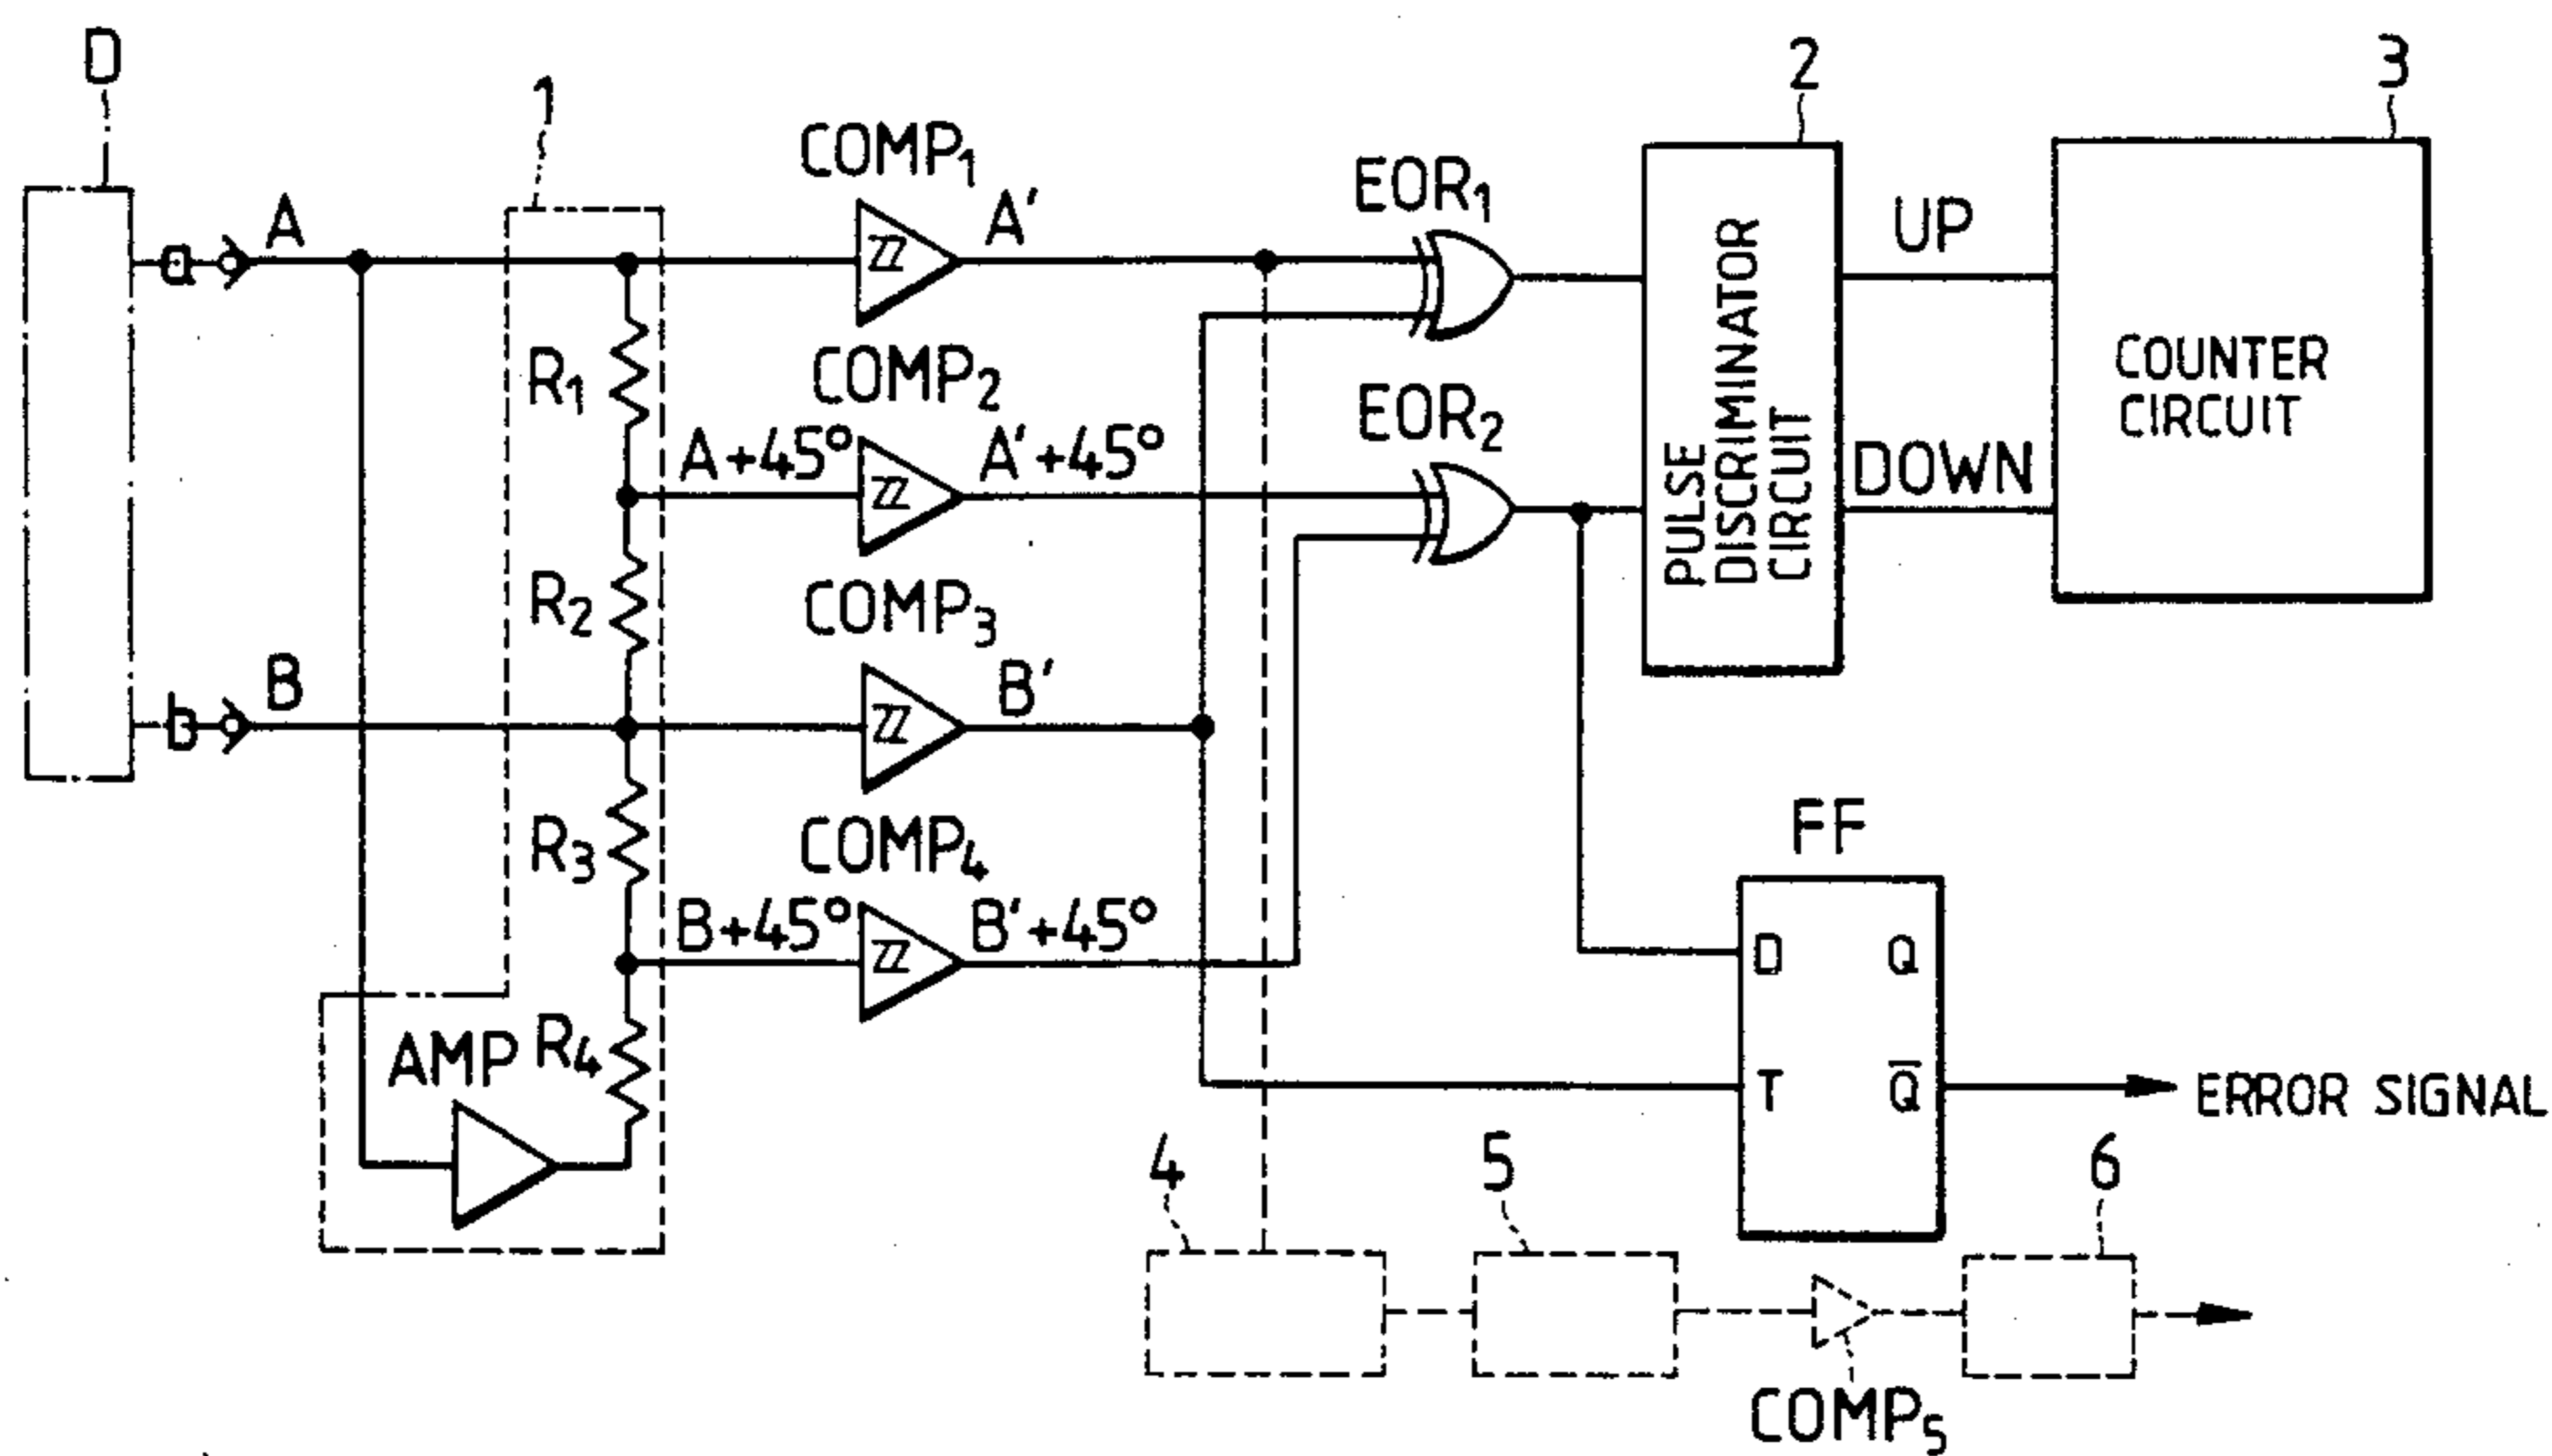 D
1
2
3
COMP₁
EOR₁
a
A
A'
UP
R₁
COMP₂
EOR₂
PULSE
DISCRIMINATOR
CIRCUIT
COUNTER
CIRCUIT
A+45°
A'+45°
DOWN
R₂
COMP₃
b
B
B'
R₃
COMP₄
FF
B+45°
B'+45°
D
Q
AMP
R₄
T
Q̅
ERROR SIGNAL
4
5
6
COMP₅